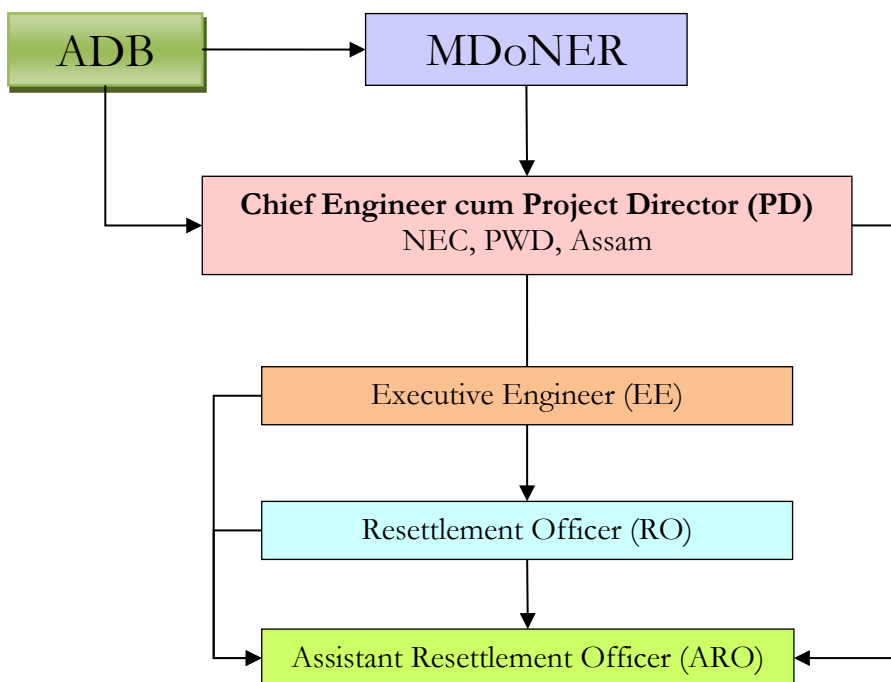 ADB
MDoNER
Chief Engineer cum Project Director (PD)
NEC, PWD, Assam
Executive Engineer (EE)
Resettlement Officer (RO)
Assistant Resettlement Officer (ARO)